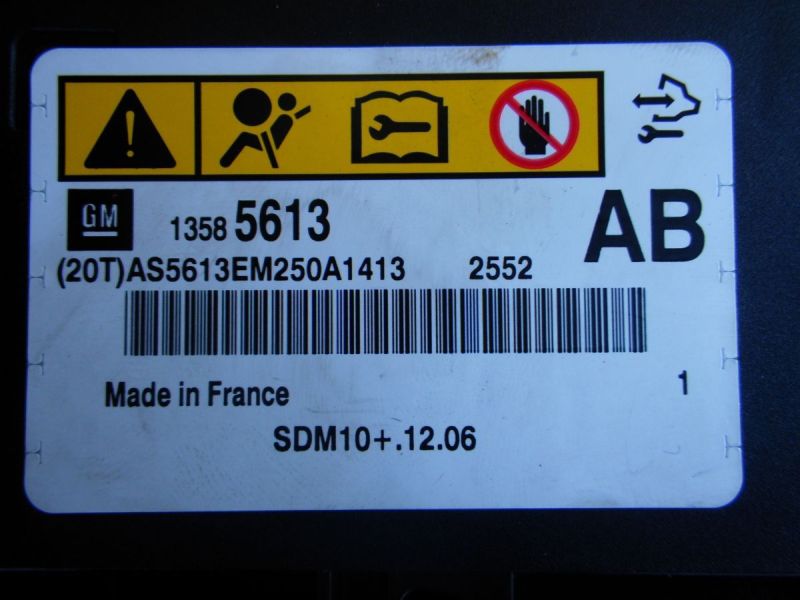 GM 1358 5613 AB
(20T)AS5613EM250A1413 2552
Made in France 1
SDM10+.12.06